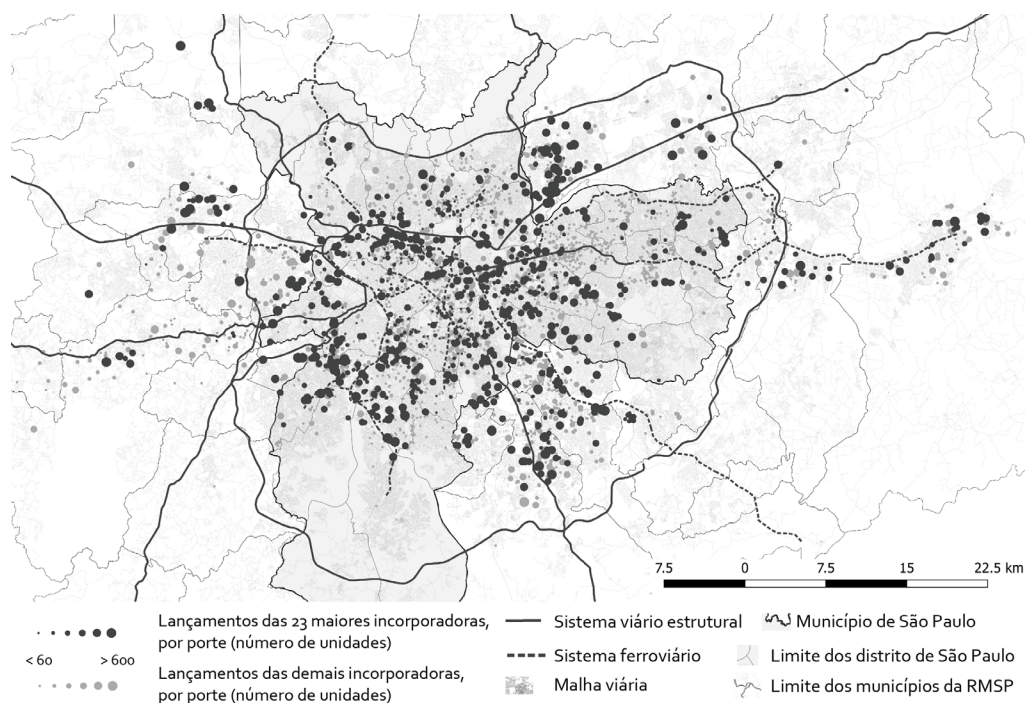 7.5 0 7.5 15 22.5 km
Lançamentos das 23 maiores incorporadoras,
por porte (número de unidades)
< 60 > 600
Lançamentos das demais incorporadoras,
por porte (número de unidades)
Sistema viário estrutural
Sistema ferroviário
Malha viária
Município de São Paulo
Limite dos distrito de São Paulo
Limite dos municípios da RMSP